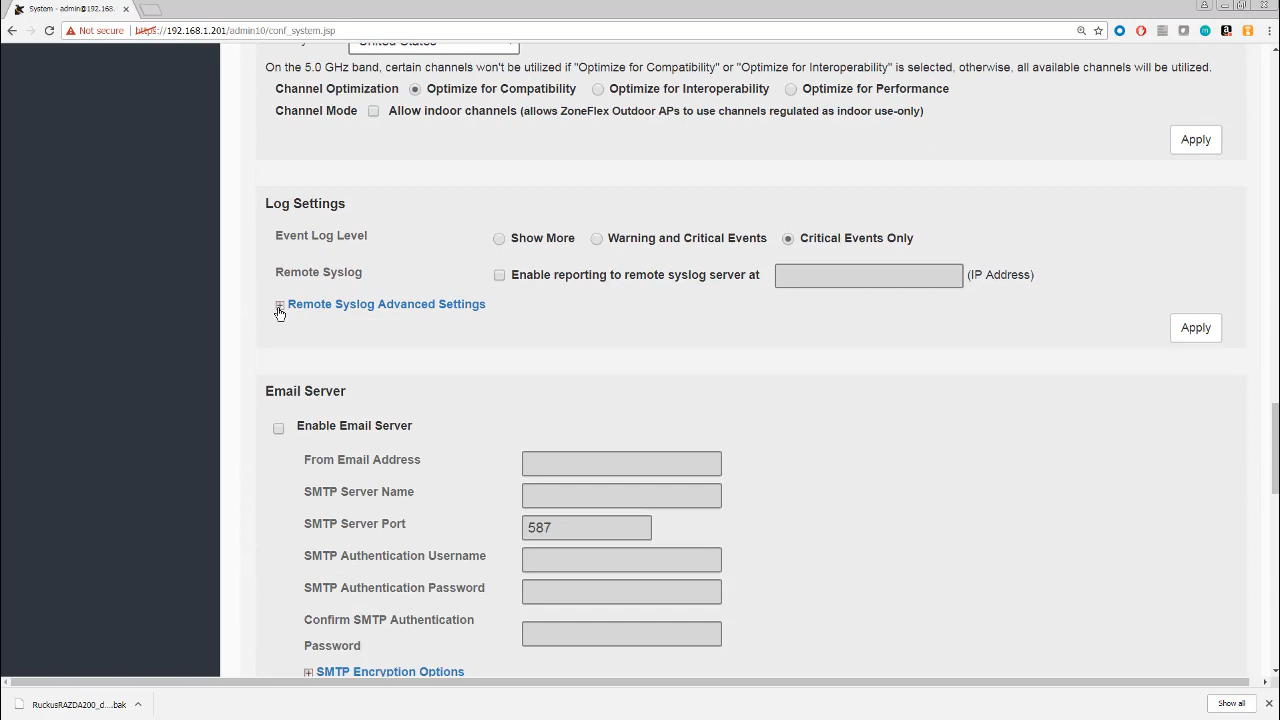 System - admin@192.168.
Not secure https://192.168.1.201/admin10/conf_system.jsp
United States
On the 5.0 GHz band, certain channels won't be utilized if "Optimize for Compatibility" or "Optimize for Interoperability" is selected, otherwise, all available channels will be utilized.
Channel Optimization Optimize for Compatibility Optimize for Interoperability Optimize for Performance
Channel Mode Allow indoor channels (allows ZoneFlex Outdoor APs to use channels regulated as indoor use-only)
Apply
Log Settings
Event Log Level Show More Warning and Critical Events Critical Events Only
Remote Syslog Enable reporting to remote syslog server at (IP Address)
Remote Syslog Advanced Settings
Apply
Email Server
Enable Email Server
From Email Address
SMTP Server Name
SMTP Server Port 587
SMTP Authentication Username
SMTP Authentication Password
Confirm SMTP Authentication
Password
SMTP Encryption Options
RuckusRAZDA200_d....bak Show all